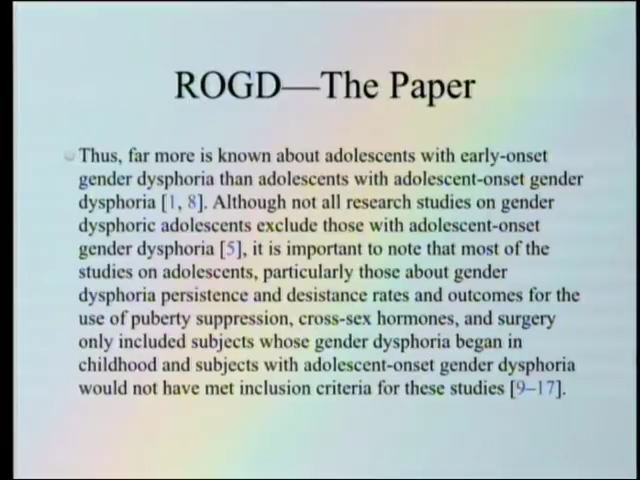 ROGD—The Paper
Thus, far more is known about adolescents with early-onset
gender dysphoria than adolescents with adolescent-onset gender
dysphoria [1, 8]. Although not all research studies on gender
dysphoric adolescents exclude those with adolescent-onset
gender dysphoria [5], it is important to note that most of the
studies on adolescents, particularly those about gender
dysphoria persistence and desistance rates and outcomes for the
use of puberty suppression, cross-sex hormones, and surgery
only included subjects whose gender dysphoria began in
childhood and subjects with adolescent-onset gender dysphoria
would not have met inclusion criteria for these studies [9–17].